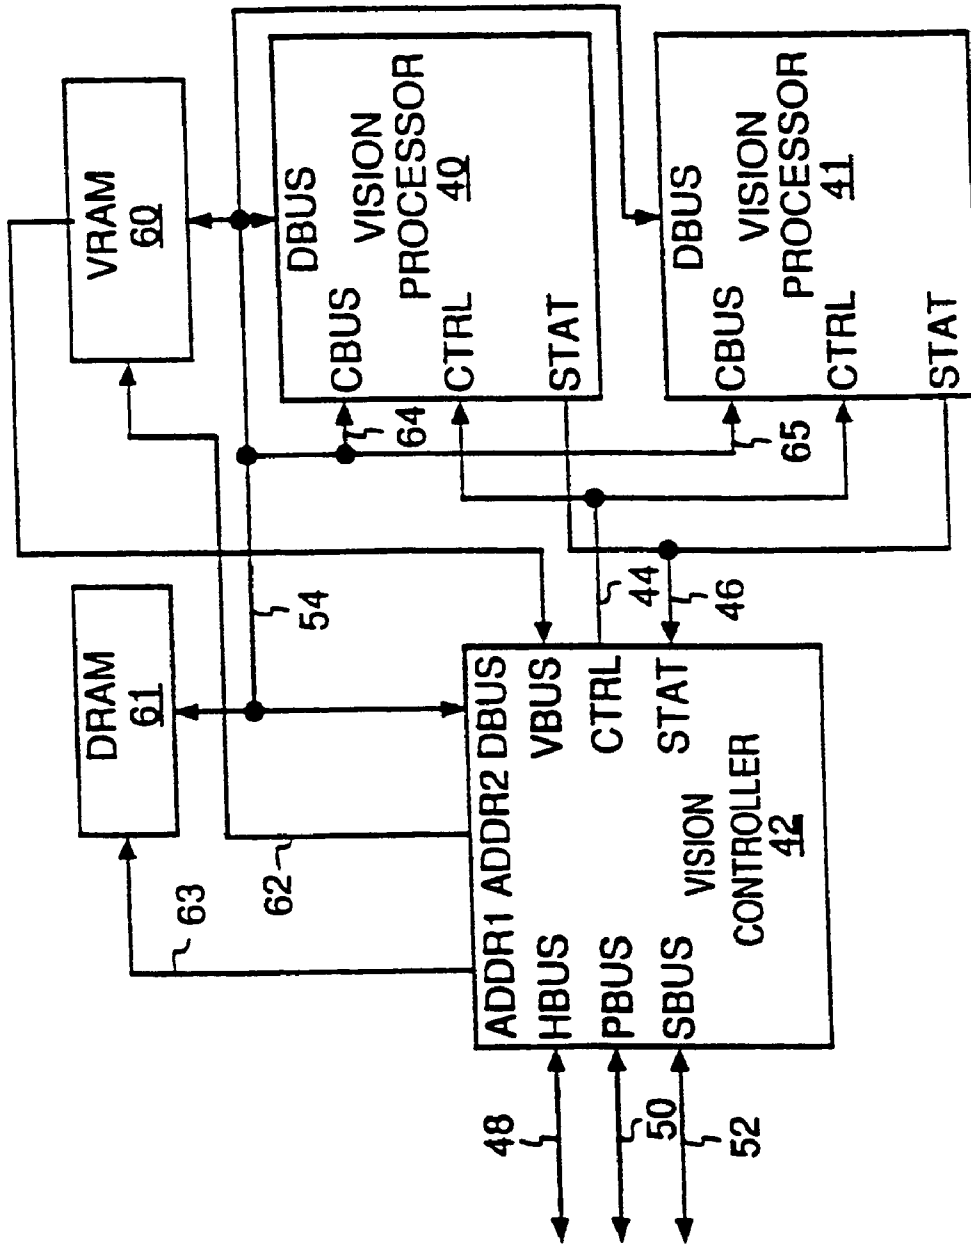 DRAM
61
VRAM
60
63
62
54
ADDR1 ADDR2 DBUS
HBUS
VBUS
PBUS
CTRL
SBUS
STAT
VISION
CONTROLLER
42
48
50
52
44
46
64
65
DBUS
CBUS
VISION
PROCESSOR
40
CTRL
STAT
DBUS
CBUS
VISION
PROCESSOR
41
CTRL
STAT